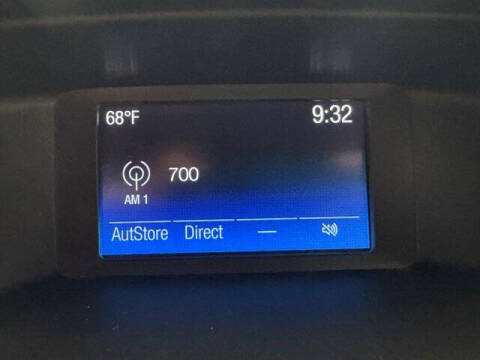 68°F 9:32
700
AM 1
AutStore Direct —